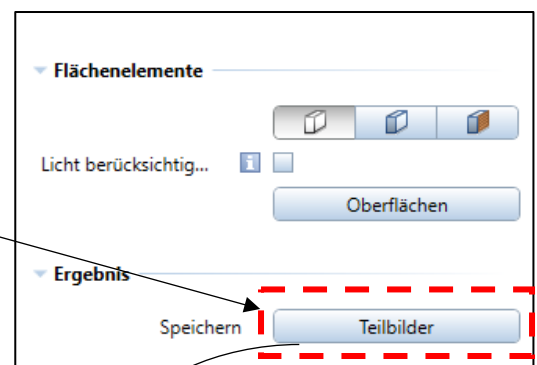 Flächenelemente
Licht berücksichtig...
Oberflächen
Ergebnis
Speichern Teilbilder